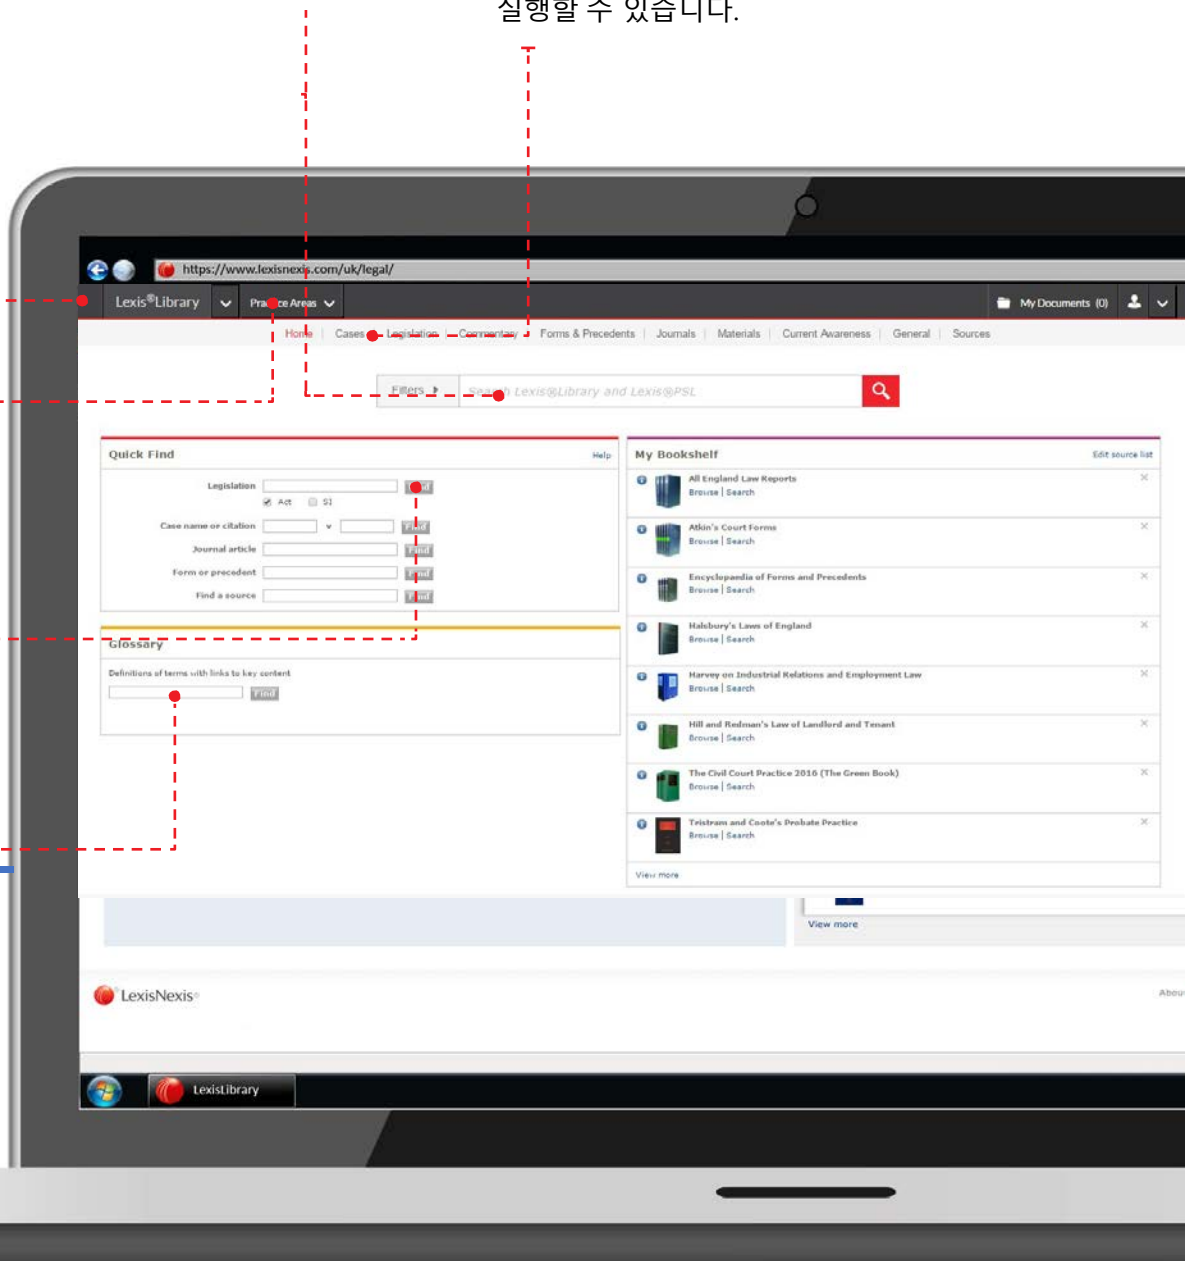 실행할 수 있습니다.
https://www.lexisnexis.com/uk/legal/
Lexis®Library Practice Areas My Documents (0)
Home | Cases | Legislation | Commentary | Forms & Precedents | Journals | Materials | Current Awareness | General | Sources
Filters Search Lexis®Library and Lexis®PSL
Quick Find Help
Legislation Find
Act SI
Case name or citation v Find
Journal article Find
Form or precedent Find
Find a source Find
Glossary
Definitions of terms with links to key content
Find
My Bookshelf Edit source list
All England Law Reports
Browse | Search
Atkin's Court Forms
Browse | Search
Encyclopaedia of Forms and Precedents
Browse | Search
Halsbury's Laws of England
Browse | Search
Harvey on Industrial Relations and Employment Law
Browse | Search
Hill and Redman's Law of Landlord and Tenant
Browse | Search
The Civil Court Practice 2016 (The Green Book)
Browse | Search
Tristram and Coote's Probate Practice
Browse | Search
View more
View more
LexisNexis®
LexisLibrary